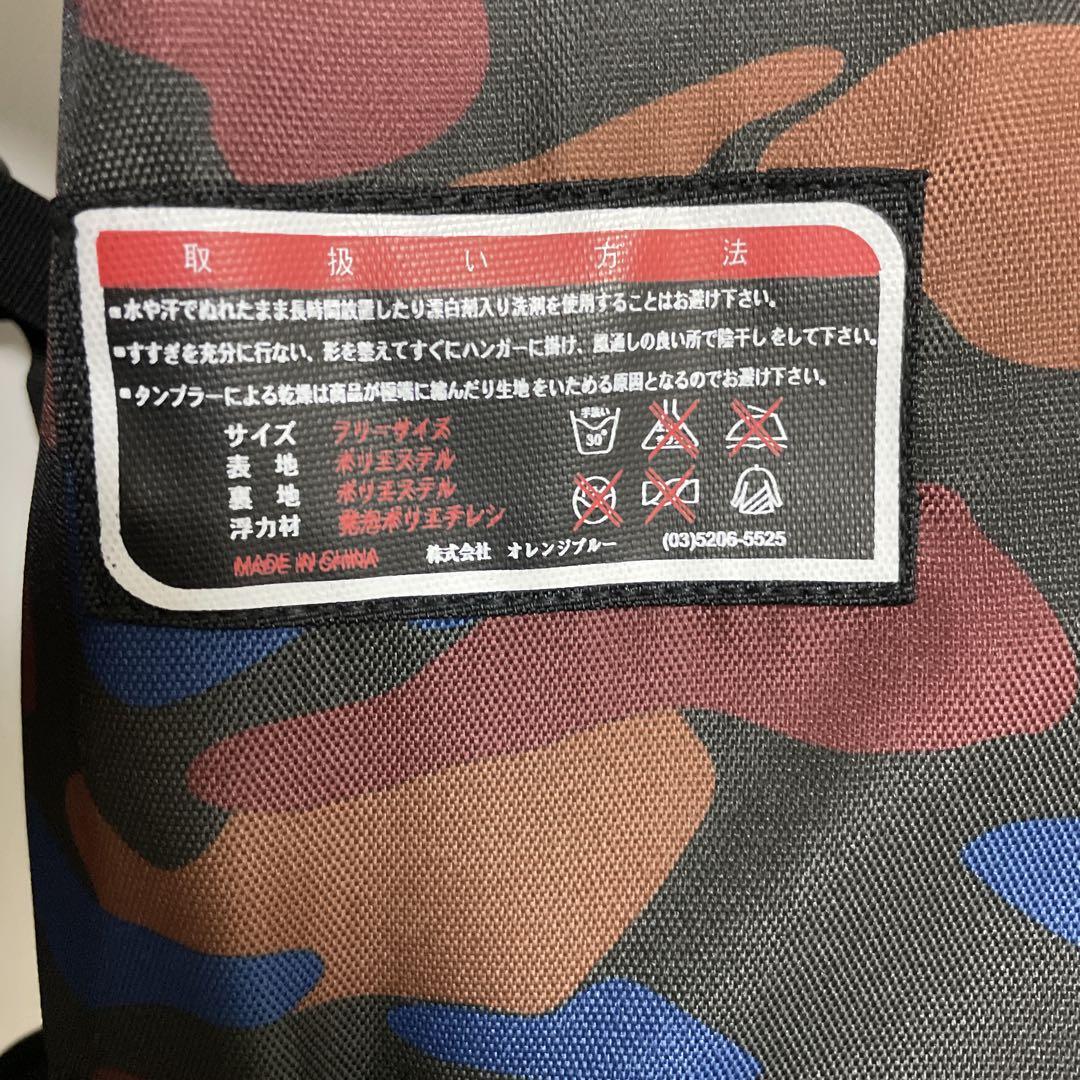 取扱い方法
▪水や汗でぬれたまま長時間放置したり漂白剤入り洗剤を使用することはお避け下さい。
▪すすぎを充分に行ない、形を整えてすぐにハンガーに掛け、風通しの良い所で陰干しをして下さい。
▪タンブラーによる乾燥は商品が極端に縮んだり生地をいためる原因となるのでお避け下さい。
サイズ フリーサイズ
表地 ポリエステル
裏地 ポリエステル
浮力材 発泡ポリエチレン
手洗い
30°
MADE IN CHINA 株式会社 オレンジブルー (03)5206-5525